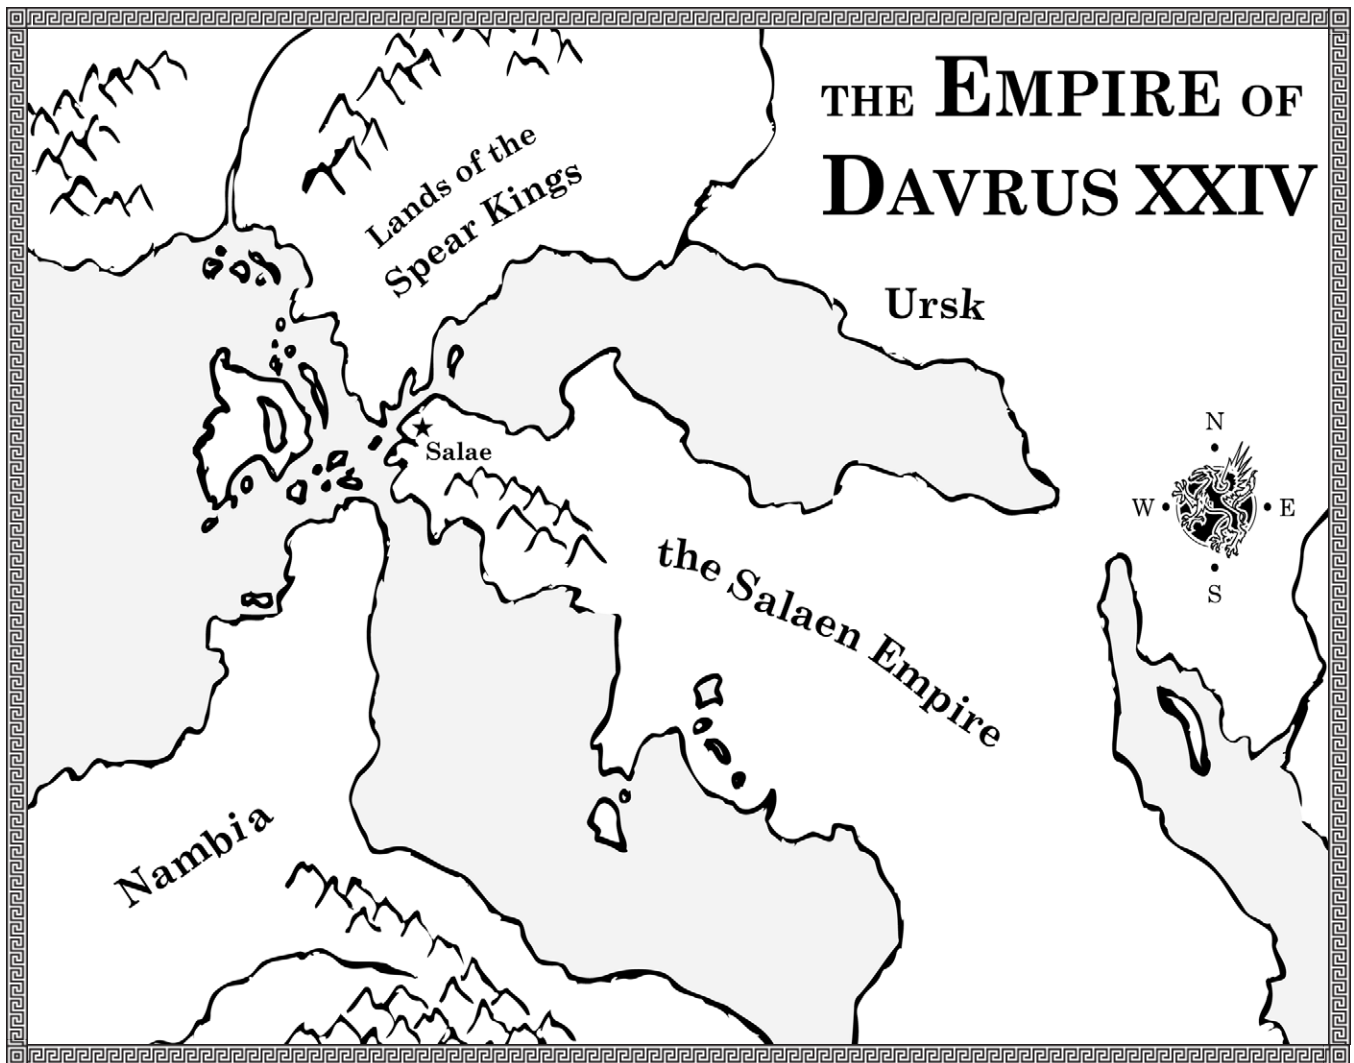 THE EMPIRE OF
DAVRUS XXIV
Lands of the
Spear Kings
Ursk
N
W
E
S
Salae
the Salaen Empire
Nambia